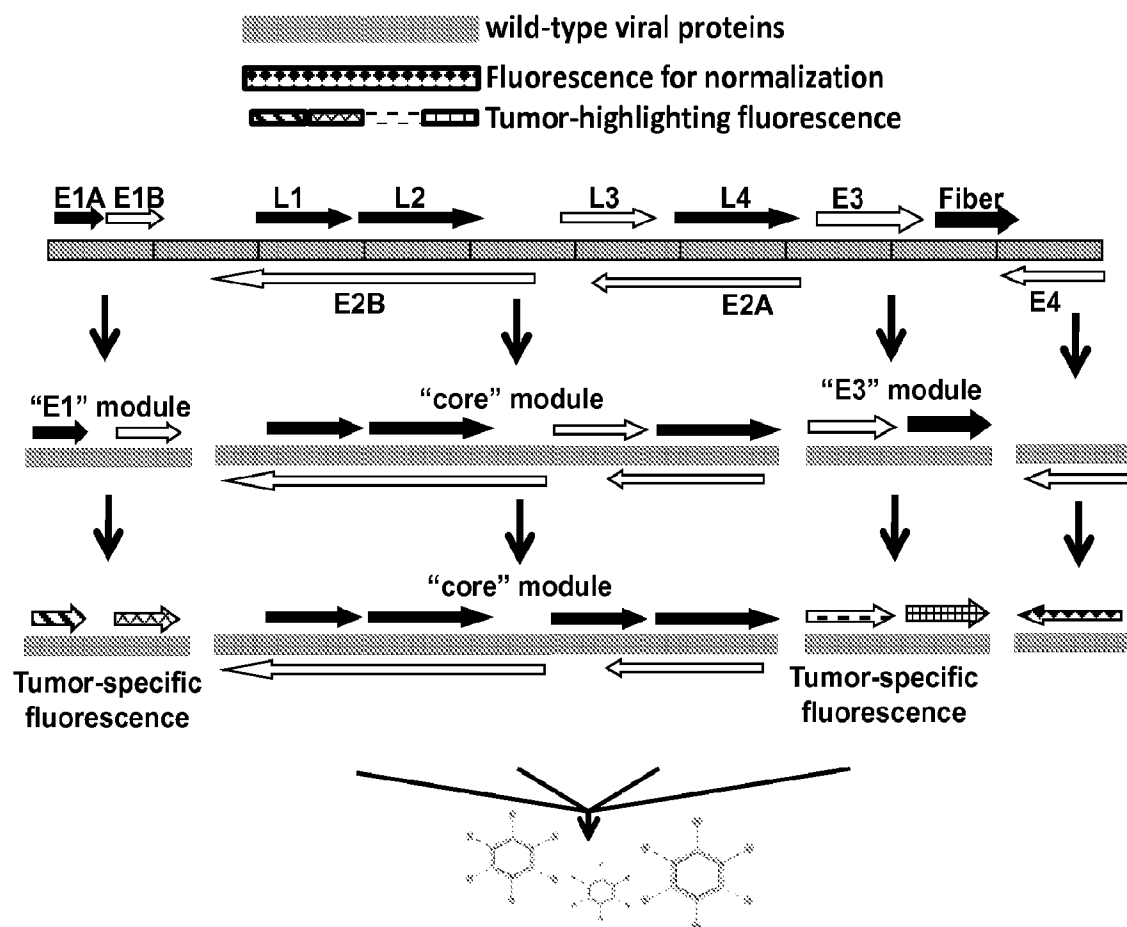 wild-type viral proteins
Fluorescence for normalization
Tumor-highlighting fluorescence
E1A E1B L1 L2 L3 L4 E3 Fiber
E2B E2A E4
“E1” module “core” module “E3” module
“core” module
Tumor-specific
fluorescence
Tumor-specific
fluorescence